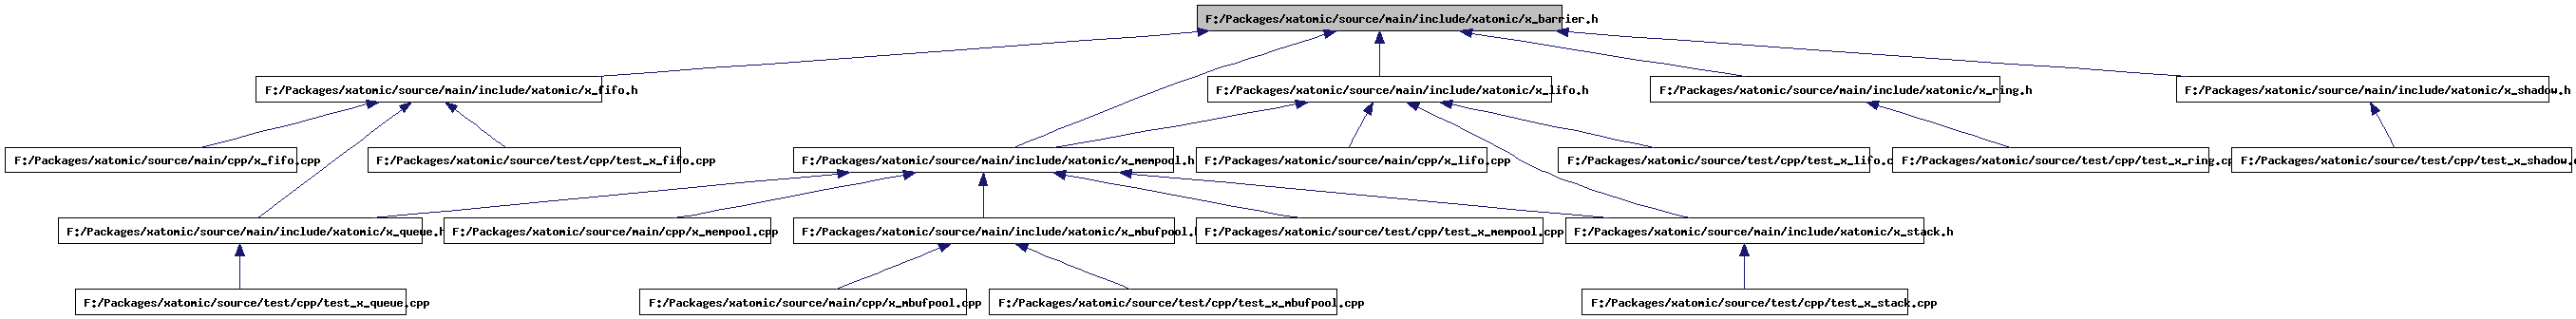 F:/Packages/xatomic/source/main/include/xatomic/x_barrier.h
F:/Packages/xatomic/source/main/include/xatomic/x_fifo.h
F:/Packages/xatomic/source/main/include/xatomic/x_lifo.h
F:/Packages/xatomic/source/main/include/xatomic/x_ring.h
F:/Packages/xatomic/source/main/include/xatomic/x_shadow.h
F:/Packages/xatomic/source/main/cpp/x_fifo.cpp
F:/Packages/xatomic/source/test/cpp/test_x_fifo.cpp
F:/Packages/xatomic/source/main/include/xatomic/x_mempool.h
F:/Packages/xatomic/source/main/cpp/x_lifo.cpp
F:/Packages/xatomic/source/test/cpp/test_x_lifo.c
F:/Packages/xatomic/source/test/cpp/test_x_ring.cp
F:/Packages/xatomic/source/test/cpp/test_x_shadow.c
F:/Packages/xatomic/source/main/include/xatomic/x_queue.h
F:/Packages/xatomic/source/main/cpp/x_mempool.cpp
F:/Packages/xatomic/source/main/include/xatomic/x_mbufpool.h
F:/Packages/xatomic/source/test/cpp/test_x_mempool.cpp
F:/Packages/xatomic/source/main/include/xatomic/x_stack.h
F:/Packages/xatomic/source/test/cpp/test_x_queue.cpp
F:/Packages/xatomic/source/main/cpp/x_mbufpool.cpp
F:/Packages/xatomic/source/test/cpp/test_x_mbufpool.cpp
F:/Packages/xatomic/source/test/cpp/test_x_stack.cpp